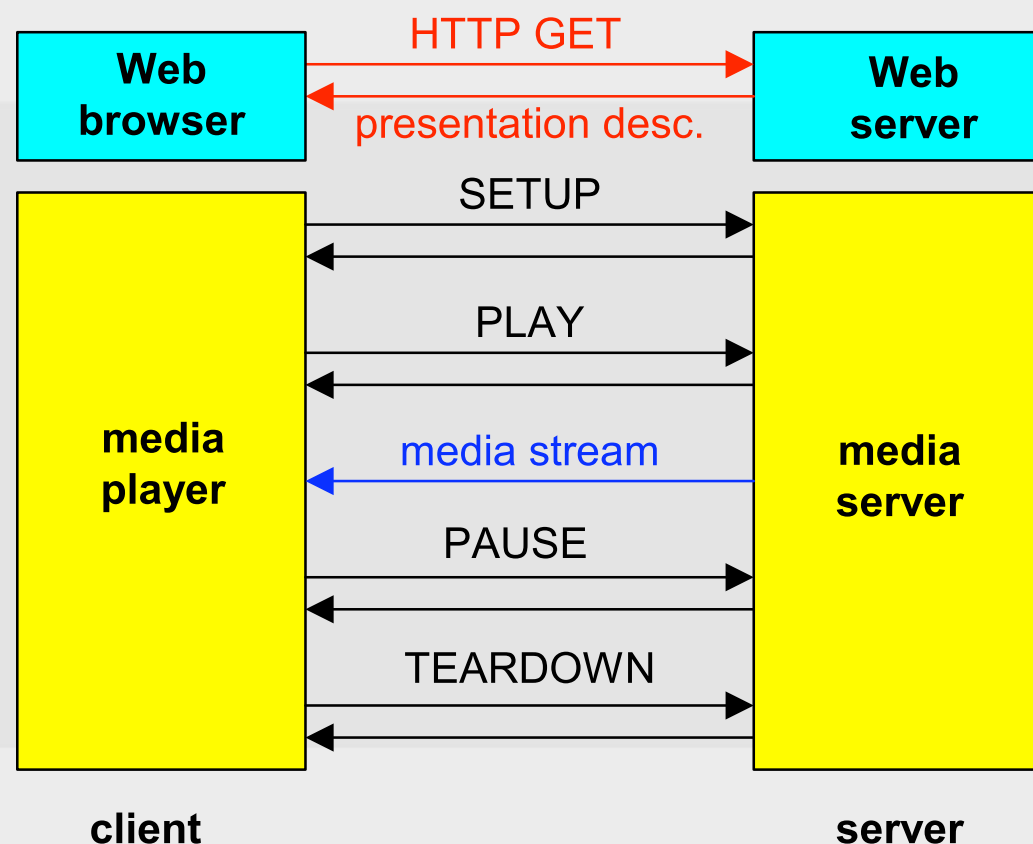 HTTP GET
Web
browser
Web
server
presentation desc.
SETUP
PLAY
media
player
media stream
media
server
PAUSE
TEARDOWN
client
server